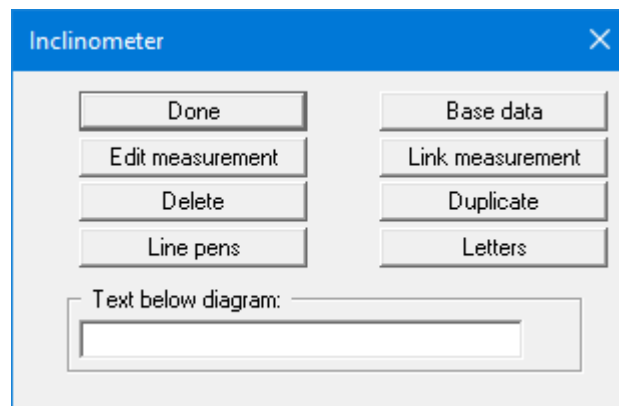 Inclinometer
Done
Base data
Edit measurement
Link measurement
Delete
Duplicate
Line pens
Letters
Text below diagram: